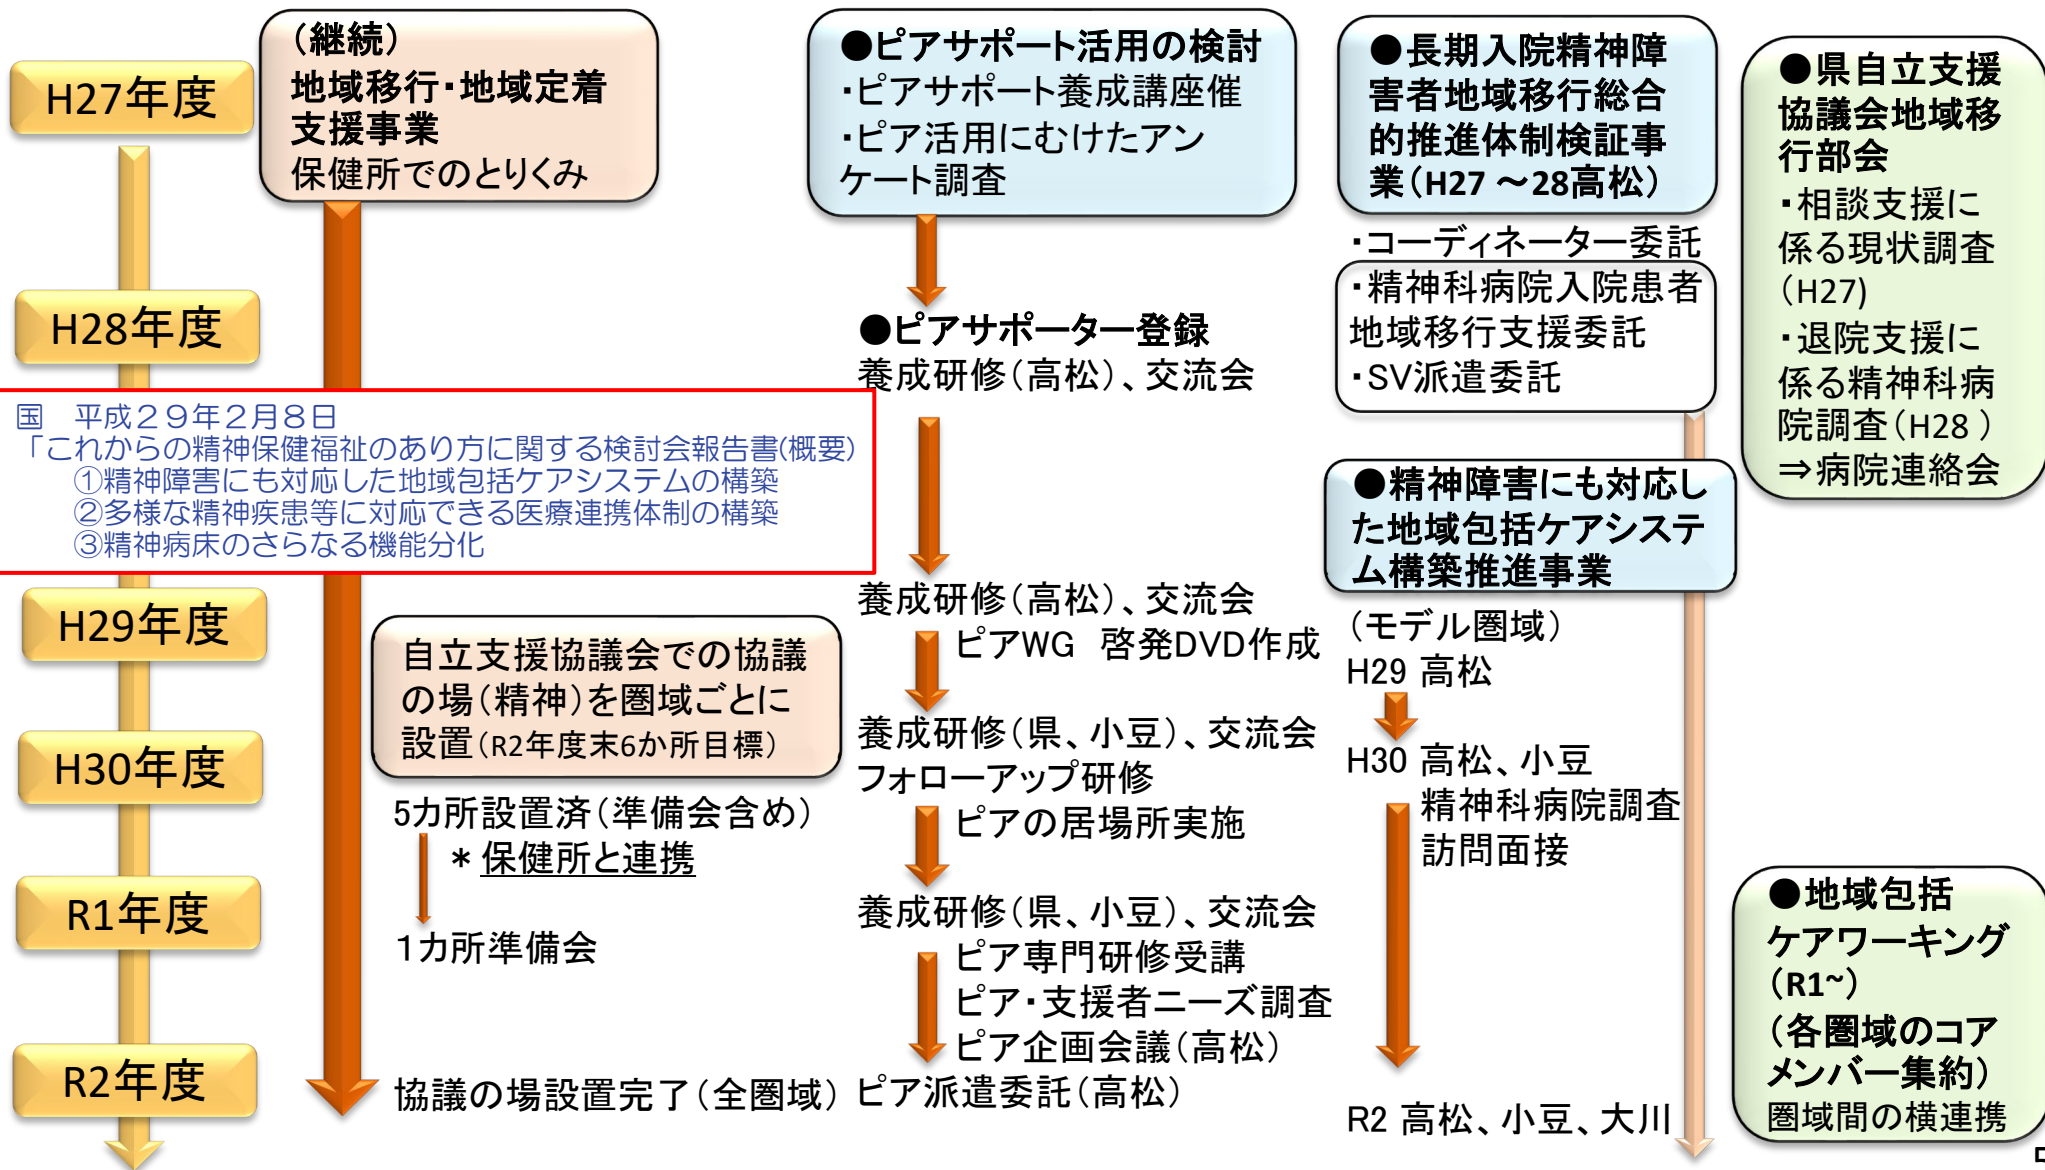 H27年度
H28年度
国　平成２９年２月８日
「これからの精神保健福祉のあり方に関する検討会報告書(概要)
①精神障害にも対応した地域包括ケアシステムの構築
②多様な精神疾患等に対応できる医療連携体制の構築
③精神病床のさらなる機能分化
H29年度
H30年度
R1年度
R2年度
（継続）
地域移行・地域定着
支援事業
保健所でのとりくみ
自立支援協議会での協議
の場（精神）を圏域ごとに
設置（R2年度末6か所目標）
5カ所設置済（準備会含め）
＊保健所と連携
１カ所準備会
協議の場設置完了（全圏域）
●ピアサポート活用の検討
・ピアサポート養成講座催
・ピア活用にむけたアン
ケート調査
●ピアサポーター登録
養成研修（高松）、交流会
養成研修（高松）、交流会
ピアWG　啓発DVD作成
養成研修（県、小豆）、交流会
フォローアップ研修
ピアの居場所実施
養成研修（県、小豆）、交流会
ピア専門研修受講
ピア・支援者ニーズ調査
ピア企画会議（高松）
ピア派遣委託（高松）
●長期入院精神障
害者地域移行総合
的推進体制検証事
業（H27 ～28高松）
・コーディネーター委託
・精神科病院入院患者
地域移行支援委託
・SV派遣委託
●精神障害にも対応し
た地域包括ケアシステ
ム構築推進事業
（モデル圏域）
H29 高松
H30 高松、小豆
精神科病院調査
訪問面接
R2 高松、小豆、大川
●県自立支援
協議会地域移
行部会
・相談支援に
係る現状調査
（H27)
・退院支援に
係る精神科病
院調査（H28 ）
⇒病院連絡会
●地域包括
ケアワーキング
（R1~）
（各圏域のコア
メンバー集約）
圏域間の横連携